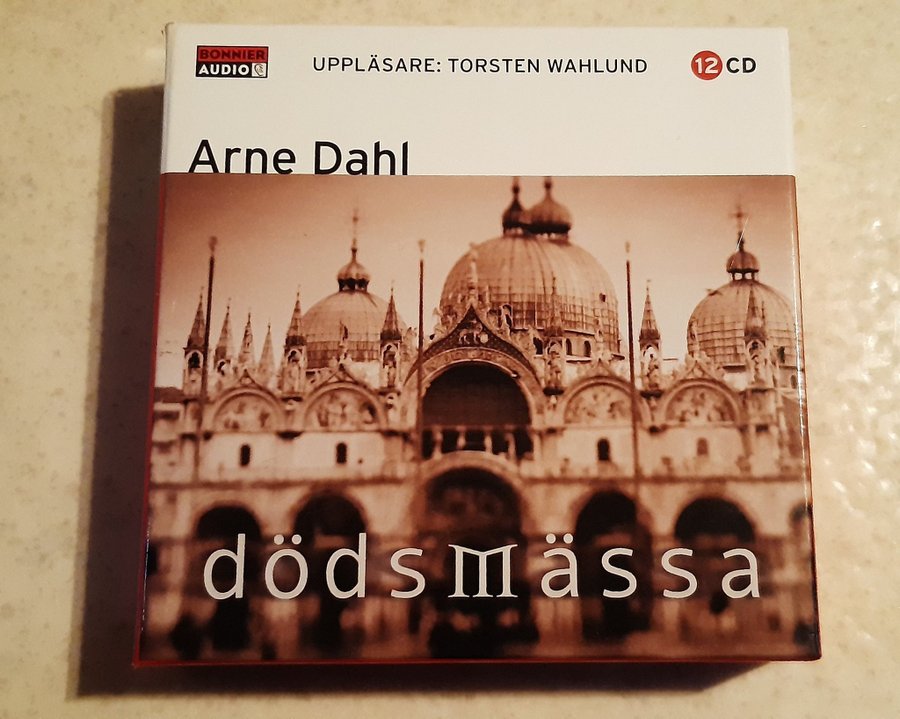 BONNIER
AUDIO
UPPLÄSARE: TORSTEN WAHLUND
12 CD
Arne Dahl
dödsmässa